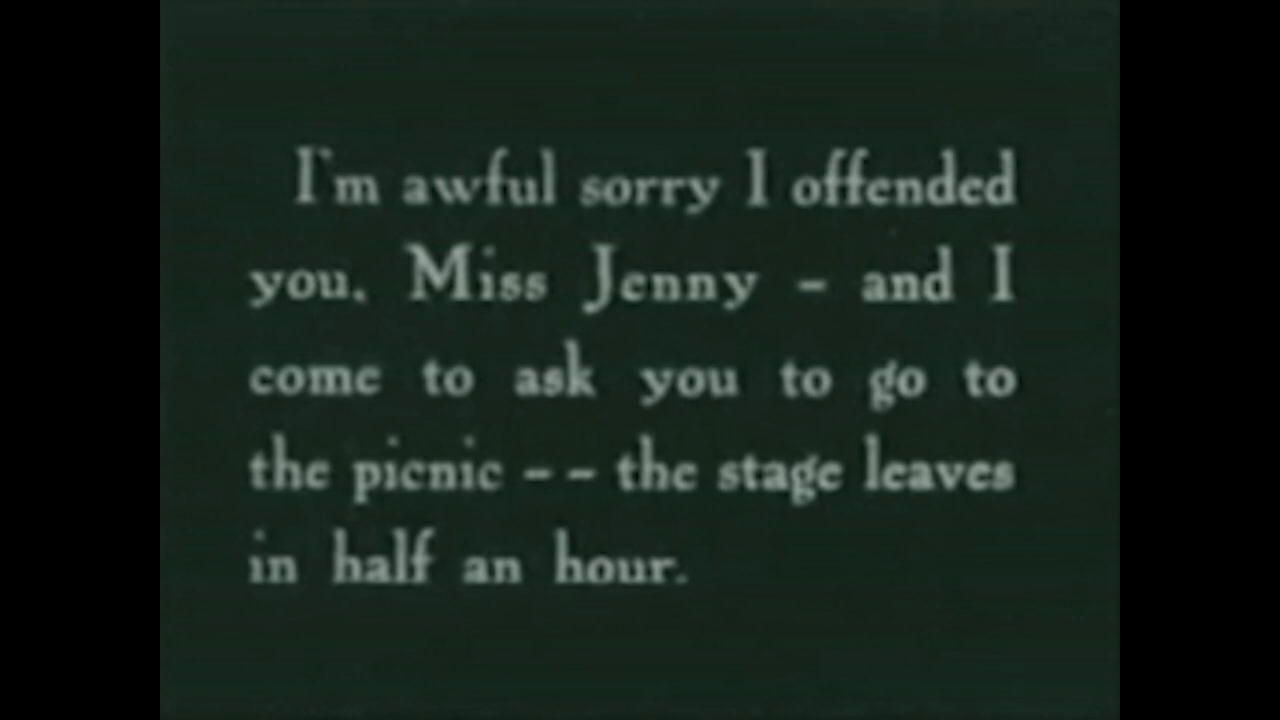 I'm awful sorry I offended
you, Miss Jenny - and I
come to ask you to go to
the picnic -- the stage leaves
in half an hour.